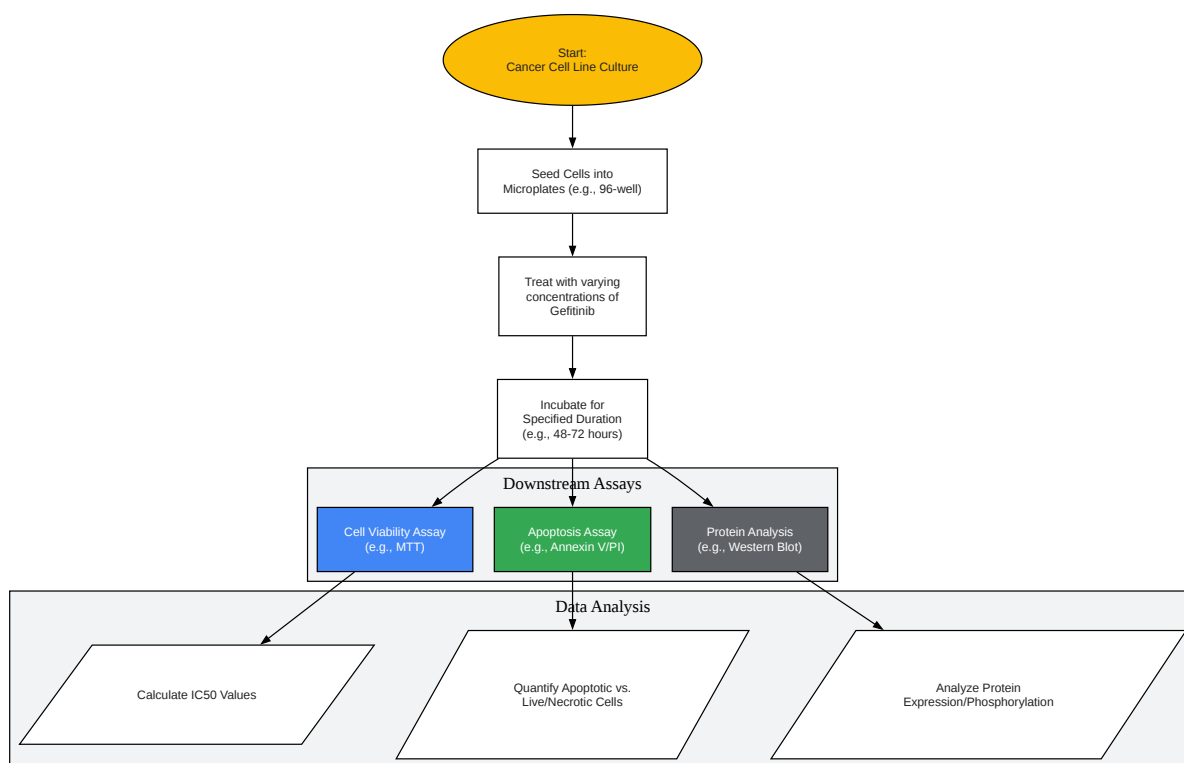 Start:
Cancer Cell Line Culture
Seed Cells into
Microplates (e.g., 96-well)
Treat with varying
concentrations of
Gefitinib
Incubate for
Specified Duration
(e.g., 48-72 hours)
Downstream Assays
Cell Viability Assay
(e.g., MTT)
Apoptosis Assay
(e.g., Annexin V/PI)
Protein Analysis
(e.g., Western Blot)
Data Analysis
Calculate IC50 Values
Quantify Apoptotic vs.
Live/Necrotic Cells
Analyze Protein
Expression/Phosphorylation